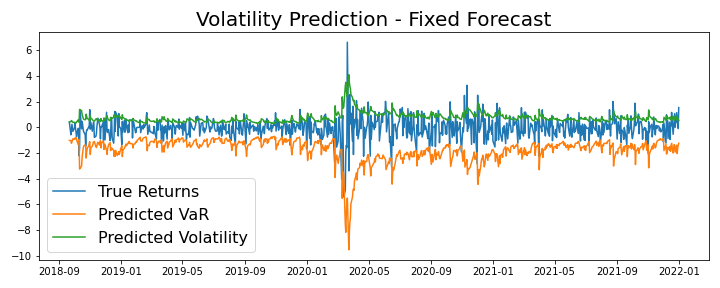 Volatility Prediction - Fixed Forecast
6
4
2
0
−2
−4
−6
−8
−10
True Returns
Predicted VaR
Predicted Volatility
2018-09 2019-01 2019-05 2019-09 2020-01 2020-05 2020-09 2021-01 2021-05 2021-09 2022-01